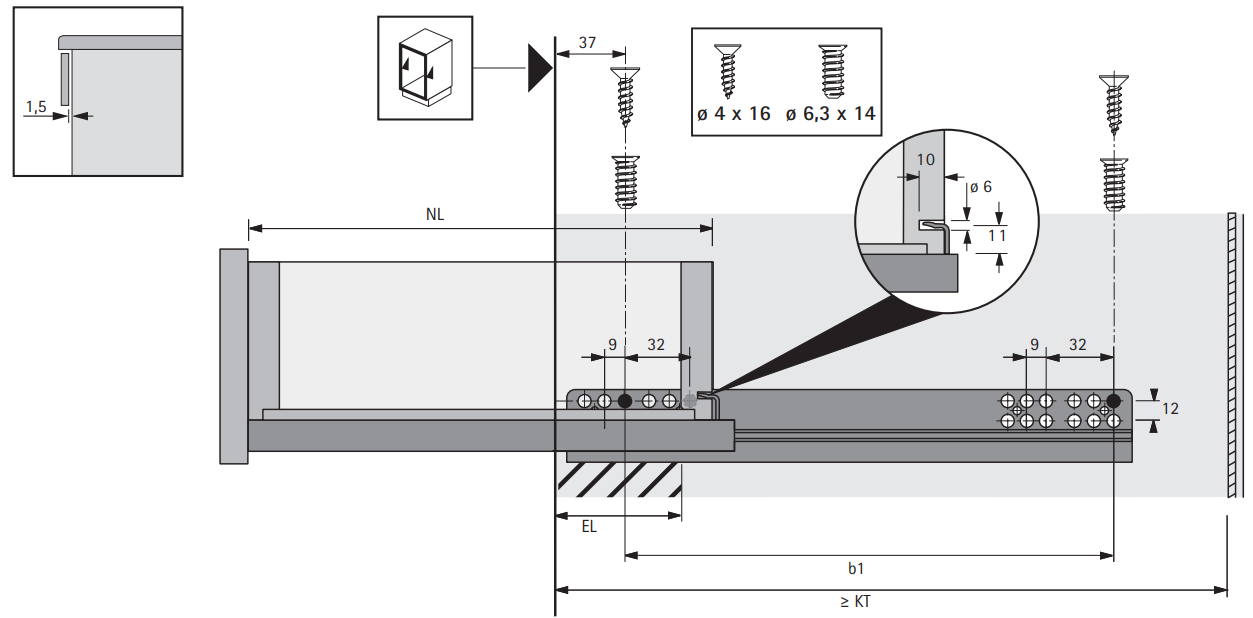 1,5
37
ø 4 x 16 ø 6,3 x 14
10
ø 6
11
NL
9 32
9 32
12
EL
b1
≥ KT